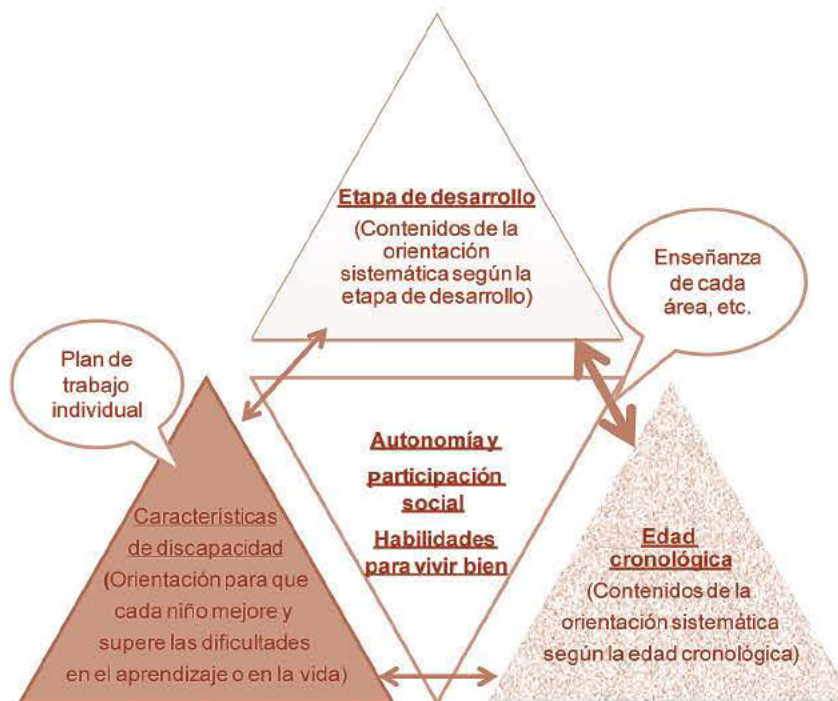 Etapa de desarrollo
(Contenidos de la
orientación
sistemática según la
etapa de desarrollo)
Enseñanza
de cada
área, etc.
Plan de
trabajo
individual
Autonomía y
participación
social
Habilidades
para vivir bien
Características
de discapacidad
(Orientación para que
cada niño mejore y
supere las dificultades
en el aprendizaje o en la vida)
Edad
cronológica
(Contenidos de la
orientación sistemática
según la edad cronológica)